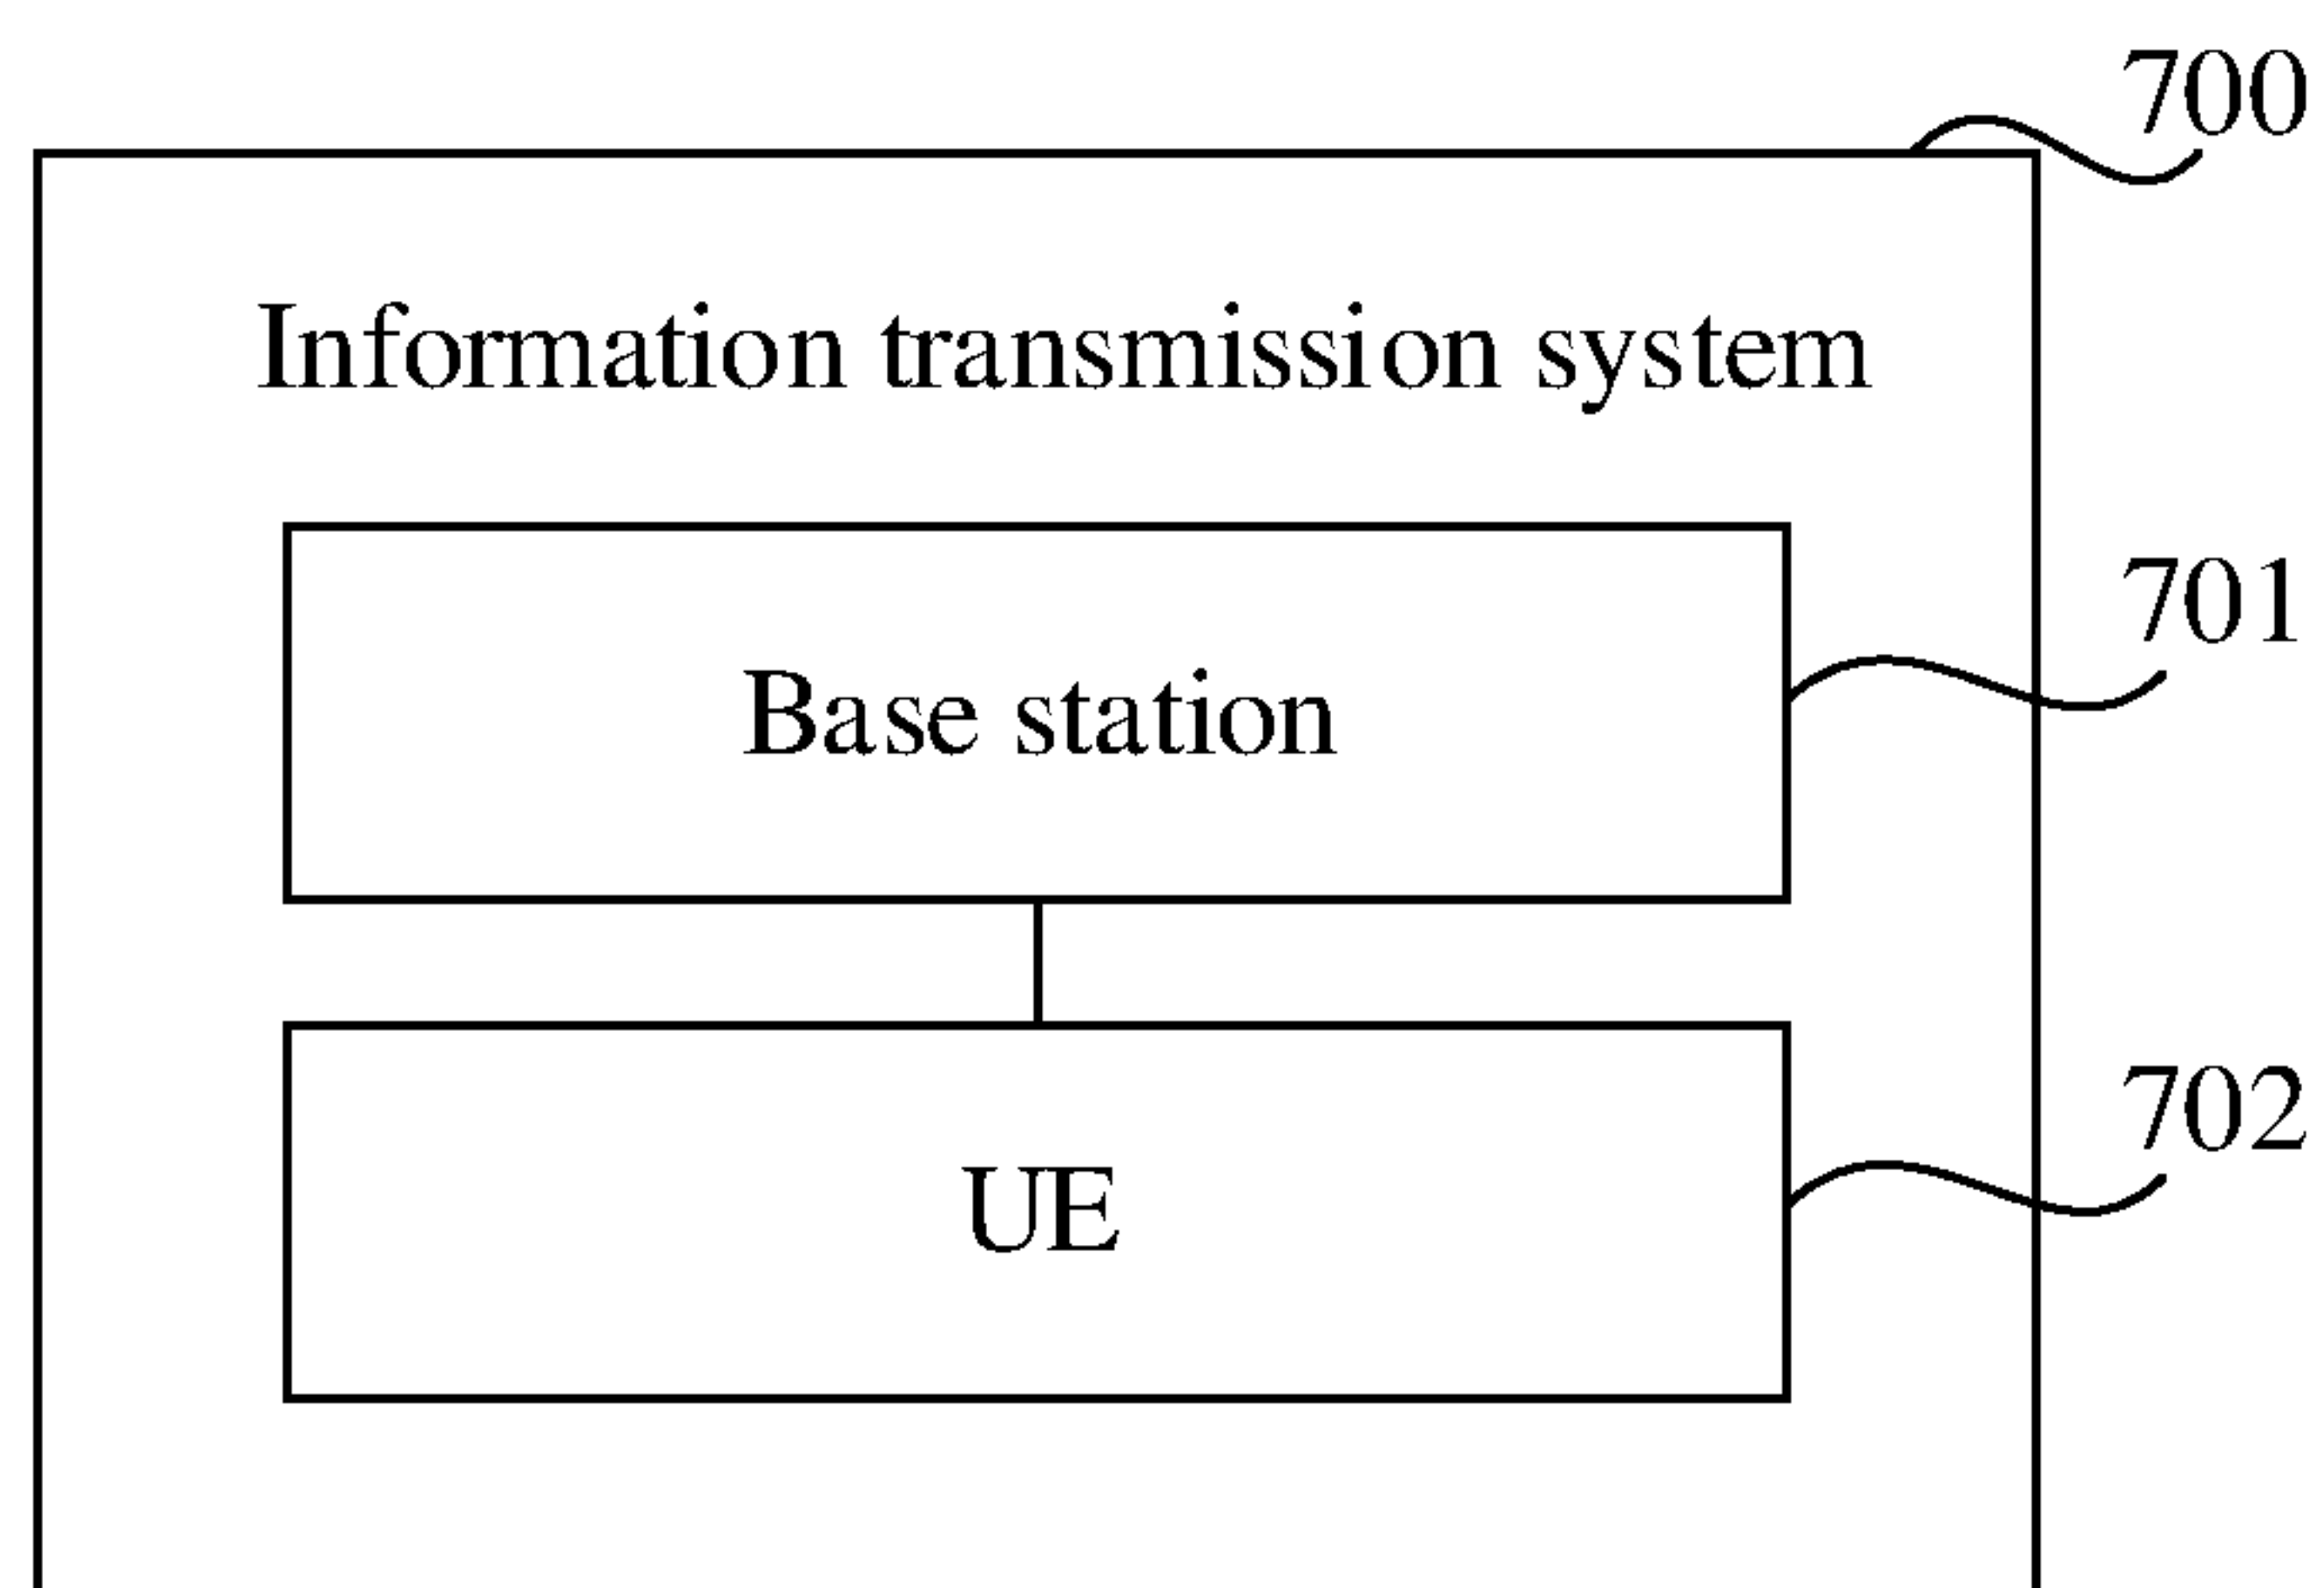 700
Information transmission system
701
Base station
702
UE